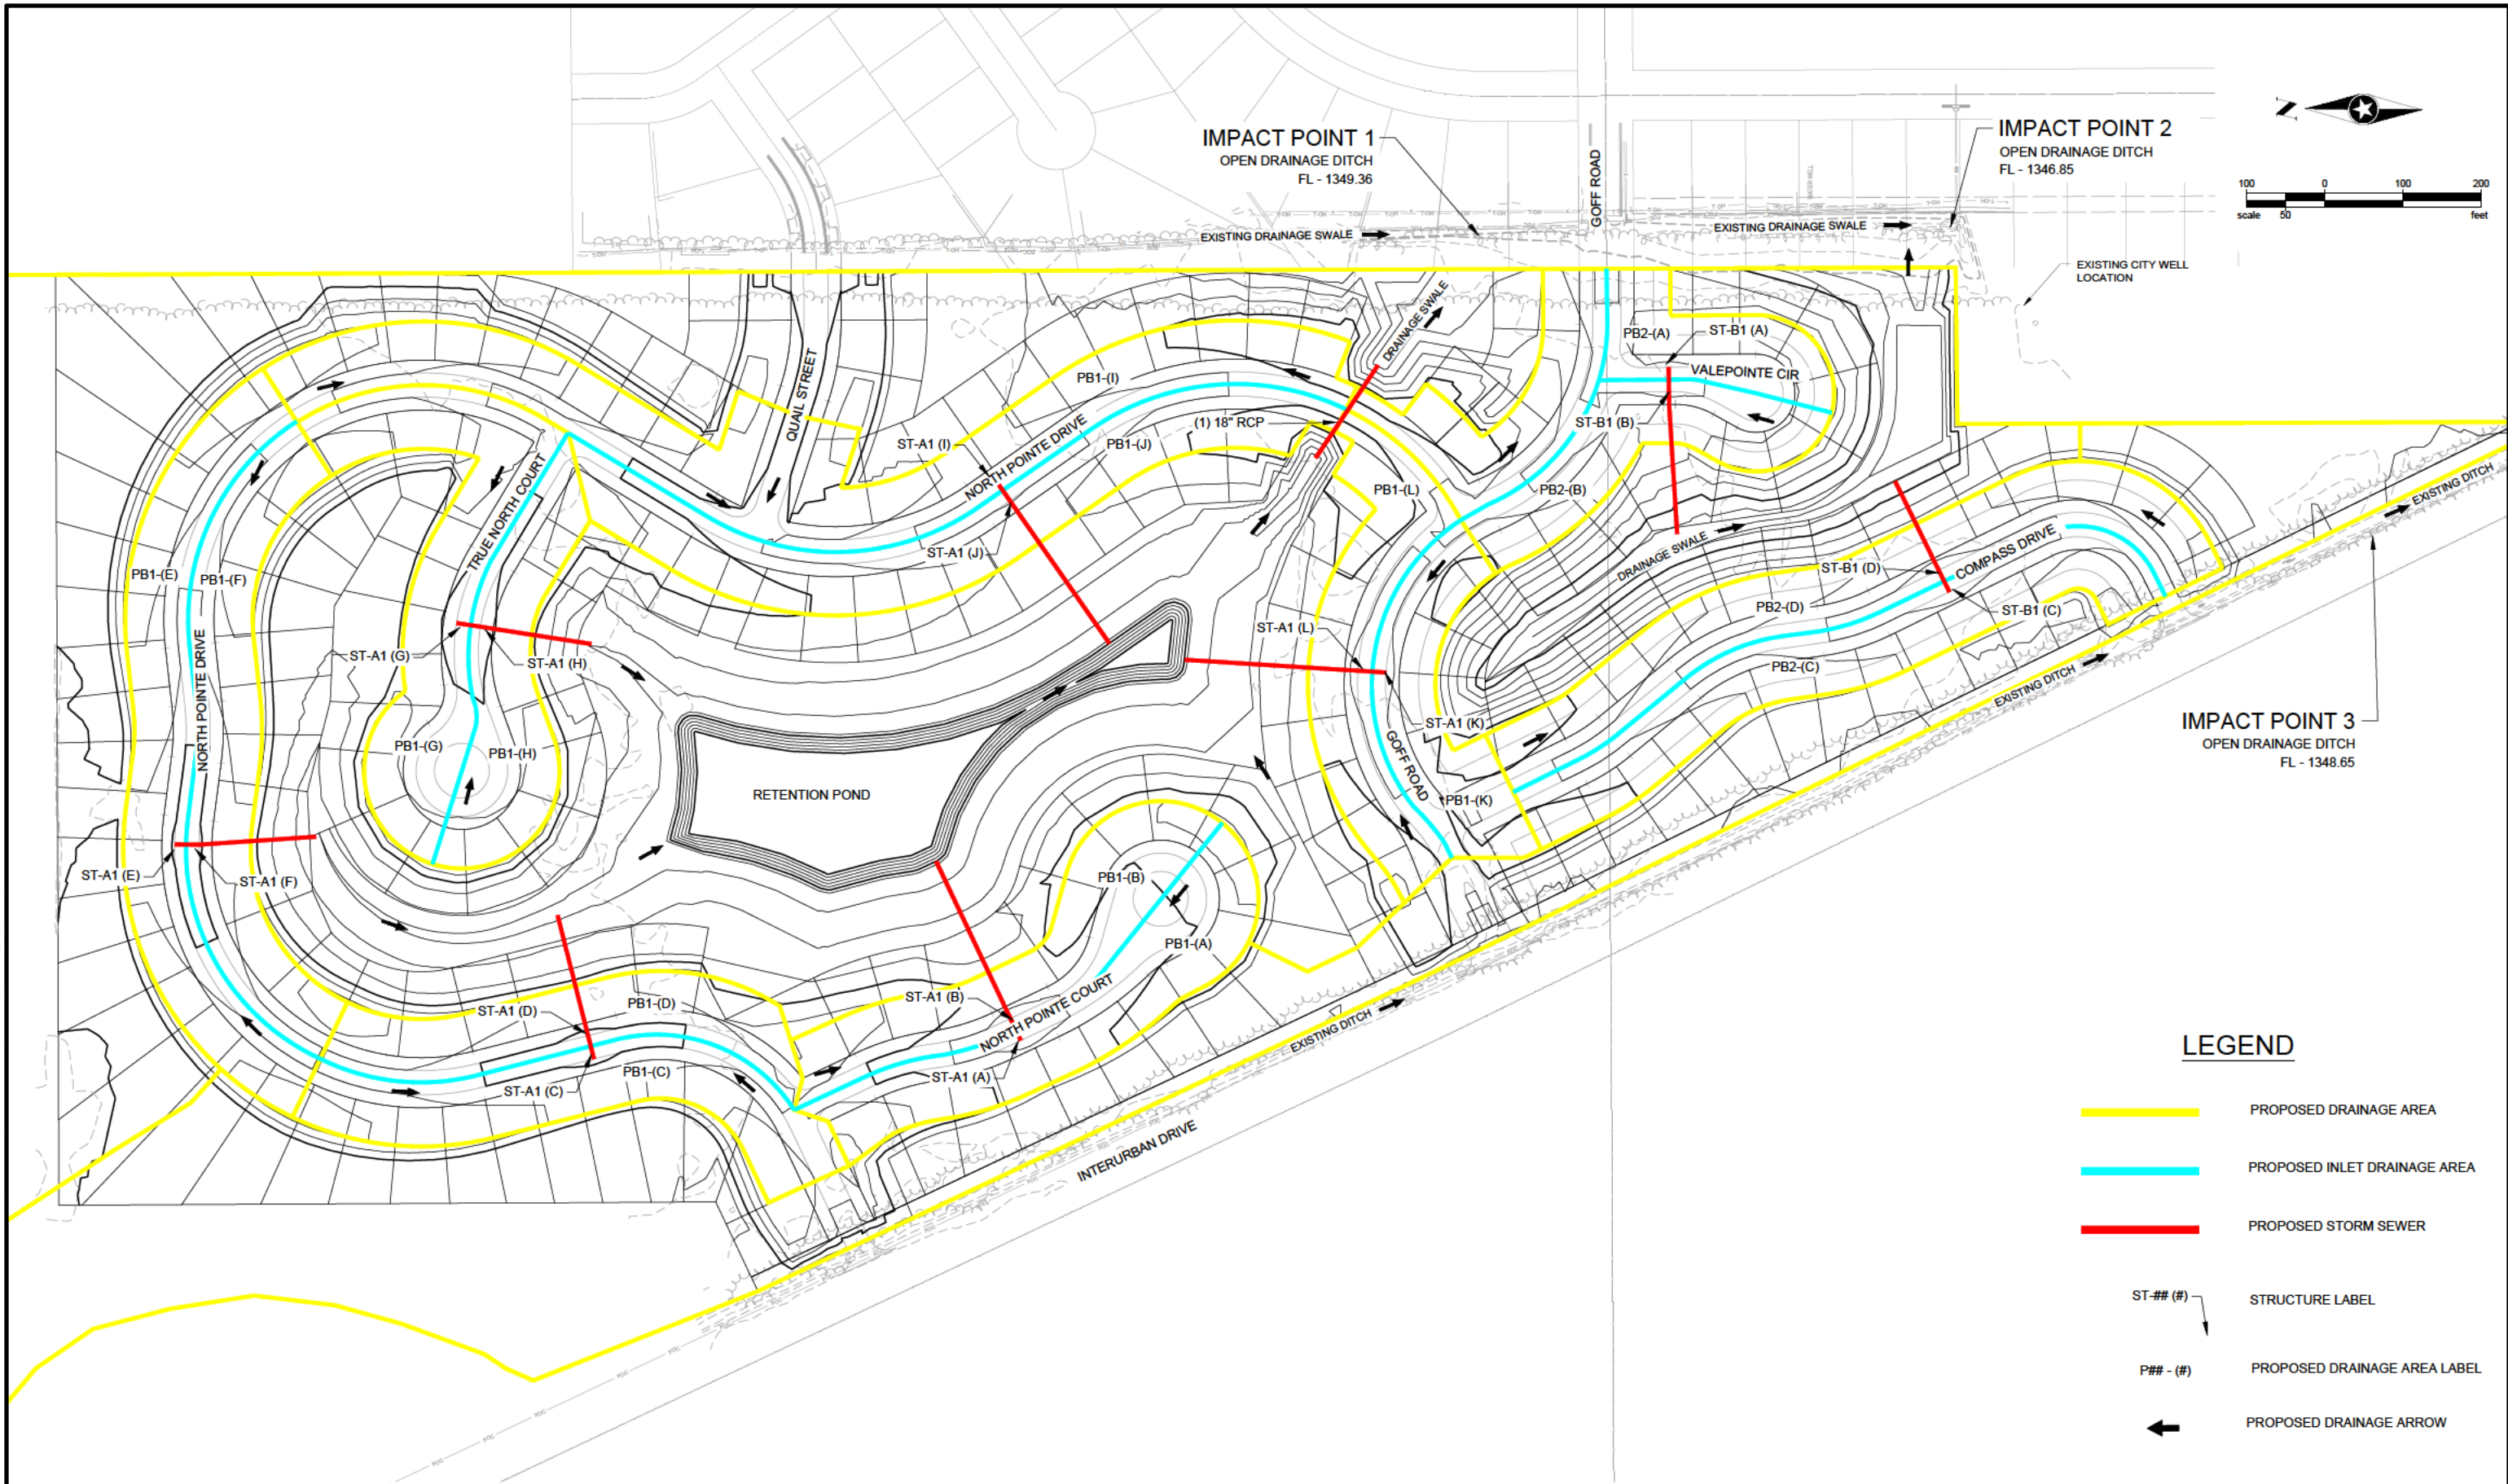 IMPACT POINT 1
OPEN DRAINAGE DITCH
FL - 1349.36
GOFF ROAD
IMPACT POINT 2
OPEN DRAINAGE DITCH
FL - 1346.85
N
100 0 100 200
scale 50 feet
EXISTING DRAINAGE SWALE
EXISTING DRAINAGE SWALE
WATER WELL
EXISTING CITY WELL
LOCATION
DRAINAGE SWALE
QUAIL STREET
PB1-(I)
PB2-(A)
ST-B1 (A)
VALEPOINTE CIR
(1) 18" RCP
ST-B1 (B)
ST-A1 (I)
NORTH POINTE DRIVE
PB1-(J)
PB1-(L)
PB2-(B)
EXISTING DITCH
TRUE NORTH COURT
ST-A1 (J)
DRAINAGE SWALE
ST-B1 (D)
COMPASS DRIVE
PB1-(E)
PB1-(F)
PB2-(D)
ST-B1 (C)
ST-A1 (L)
ST-A1 (G)
ST-A1 (H)
PB2-(C)
NORTH POINTE DRIVE
EXISTING DITCH
ST-A1 (K)
IMPACT POINT 3
OPEN DRAINAGE DITCH
FL - 1348.65
PB1-(G)
PB1-(H)
GOFF ROAD
RETENTION POND
PB1-(K)
ST-A1 (E)
ST-A1 (F)
PB1-(B)
PB1-(A)
ST-A1 (B)
NORTH POINTE COURT
PB1-(D)
ST-A1 (D)
EXISTING DITCH
PB1-(C)
ST-A1 (A)
ST-A1 (C)
INTERURBAN DRIVE
LEGEND
PROPOSED DRAINAGE AREA
PROPOSED INLET DRAINAGE AREA
PROPOSED STORM SEWER
ST-## (#) STRUCTURE LABEL
P## - (#) PROPOSED DRAINAGE AREA LABEL
PROPOSED DRAINAGE ARROW